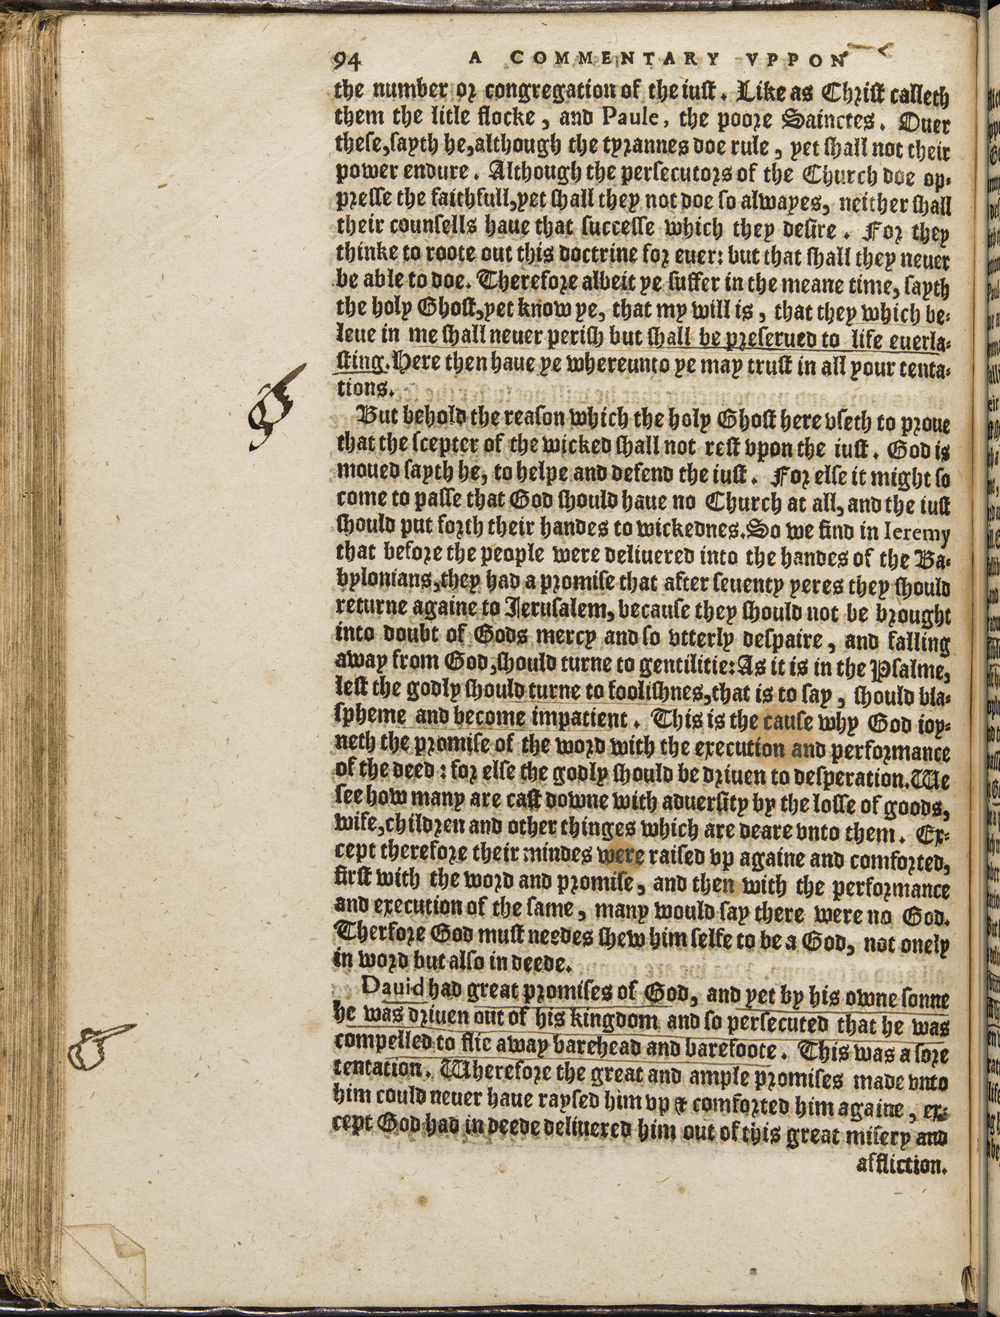 94 A COMMENTARY VPPON
the number or congregation of the iust. Like as Christ calleth
them the litle flocke, and Paule, the poore Sainctes. Ouer
these, sayth he, although the tyrannes doe rule, yet shall not their
power endure. Although the persecutors of the Church doe op-
presse the faithfull, yet shall they not doe so alwayes, neither shall
their counsells haue that successe which they desire. For they
thinke to roote out this doctrine for euer: but that shall they neuer
be able to doe. Therefore albeit ye suffer in the meane time, sayth
the holy Ghost, yet know ye, that my will is, that they which be-
leue in me shall neuer perish but shall be preserued to life euerla-
sting. Here then haue ye whereunto ye may trust in all your tenta-
tions.
But behold the reason which the holy Ghost here vseth to proue
that the scepter of the wicked shall not rest vpon the iust. God is
moued sayth he, to helpe and defend the iust. For else it might so
come to passe that God should haue no Church at all, and the iust
should put forth their handes to wickednes. So we find in Ieremy
that before the people were deliuered into the handes of the Ba-
bylonians, they had a promise that after seuenty yeres they should
returne againe to Jerusalem, because they should not be brought
into doubt of Gods mercy and so vtterly despaire, and falling
away from God, should turne to gentilitie: As it is in the Psalme,
lest the godly should turne to foolishnes, that is to say, should bla-
spheme and become impatient. This is the cause why God ioy-
neth the promise of the word with the execution and performance
of the deed: for else the godly should be driuen to desperation. We
see how many are cast downe with aduersity by the losse of goods,
wife, children and other thinges which are deare vnto them. Ex-
cept therefore their mindes were raised vp againe and comforted,
first with the word and promise, and then with the performance
and execution of the same, many would say there were no God.
Therfore God must needes shew him selfe to be a God, not onely
in word but also in deede.
Dauid had great promises of God, and yet by his owne sonne
he was driuen out of his kingdom and so persecuted that he was
compelled to flie away barehead and barefoote. This was a sore
tentation. Wherefore the great and ample promises made vnto
him could neuer haue raysed him vp & comforted him againe, ex-
cept God had in deede deliuered him out of this great misery and
affliction.